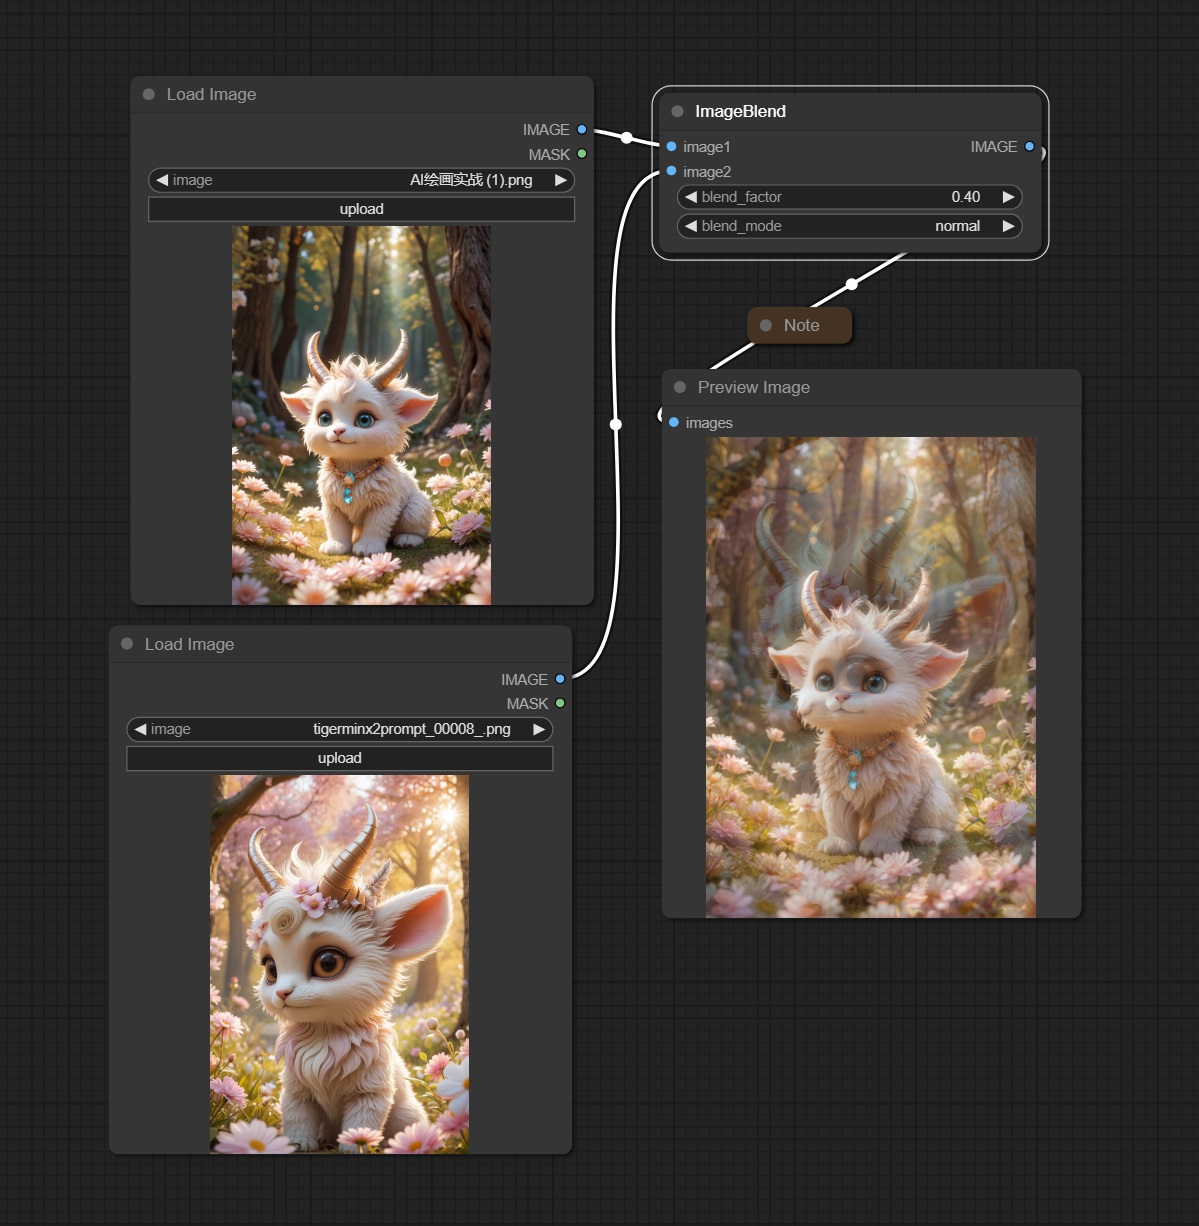 Load Image
IMAGE
MASK
image AI绘画实战 (1).png
upload
ImageBlend
image1 IMAGE
image2
blend_factor 0.40
blend_mode normal
Note
Preview Image
images
Load Image
IMAGE
MASK
image tigerminx2prompt_00008_.png
upload